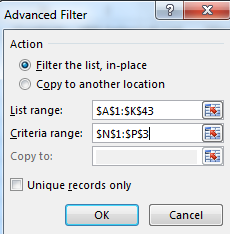 Advanced Filter
?
Action
Filter the list, in-place
Copy to another location
List range: $A$1:$K$43
Criteria range: $N$1:$P$3
Copy to:
Unique records only
OK Cancel